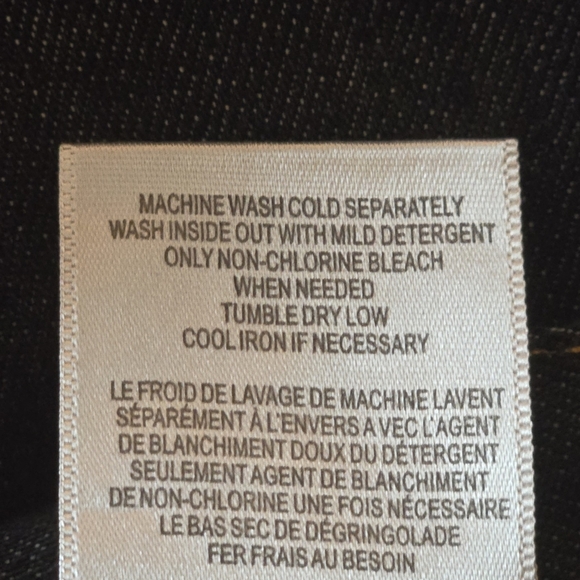 MACHINE WASH COLD SEPARATELY
WASH INSIDE OUT WITH MILD DETERGENT
ONLY NON-CHLORINE BLEACH
WHEN NEEDED
TUMBLE DRY LOW
COOL IRON IF NECESSARY
LE FROID DE LAVAGE DE MACHINE LAVENT
SÉPARÉMENT À L'ENVERS AVEC L'AGENT
DE BLANCHIMENT DOUX DU DÉTERGENT
SEULEMENT AGENT DE BLANCHIMENT
DE NON-CHLORINE UNE FOIS NÉCESSAIRE
LE BAS SEC DE DÉGRINGOLADE
FER FRAIS AU BESOIN